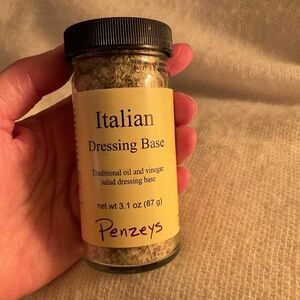 Italian
Dressing Base
Traditional oil and vinegar
salad dressing base
net wt 3.1 oz (87 g)
Penzeys